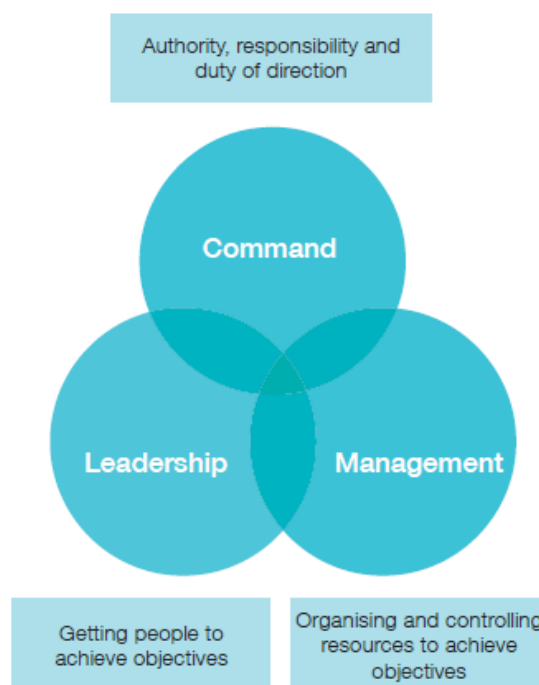 Authority, responsibility and
duty of direction
Command
Leadership
Management
Getting people to
achieve objectives
Organising and controlling
resources to achieve
objectives